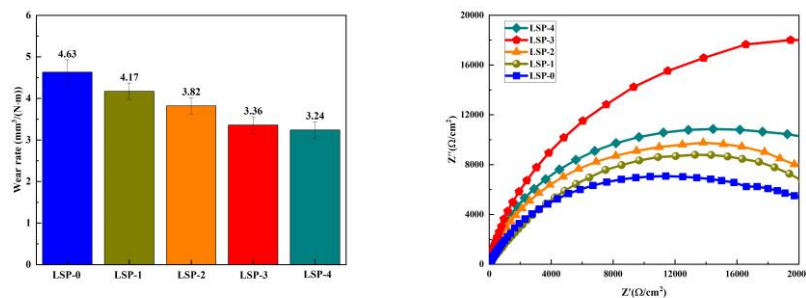 Wear rate (mm³/(N·m))
6
5
4
3
2
1
0
4.63
4.17
3.82
3.36
3.24
LSP-0 LSP-1 LSP-2 LSP-3 LSP-4
Z''(Ω/cm²)
20000
16000
12000
8000
4000
0
LSP-4
LSP-3
LSP-2
LSP-1
LSP-0
0 4000 8000 12000 16000 2000
Z'(Ω/cm²)